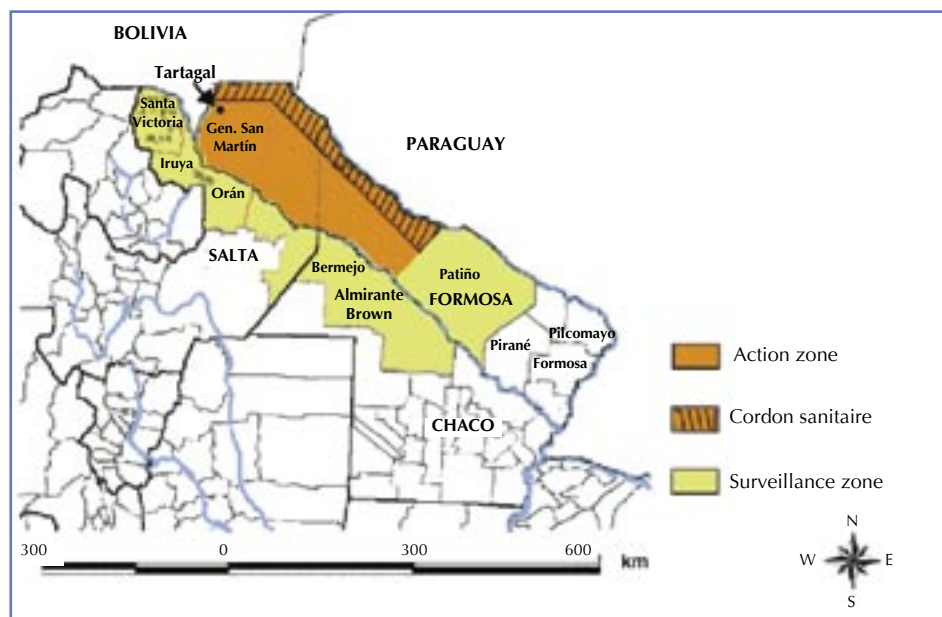 BOLIVIA
Tartagal
Santa
Victoria
Gen. San
Martín
PARAGUAY
Iruya
Orán
SALTA
Bermejo
Patiño
Almirante
Brown
FORMOSA
Pilcomayo
Pirané
Formosa
CHACO
Action zone
Cordon sanitaire
Surveillance zone
N
W
E
S
300
0
300
600
km